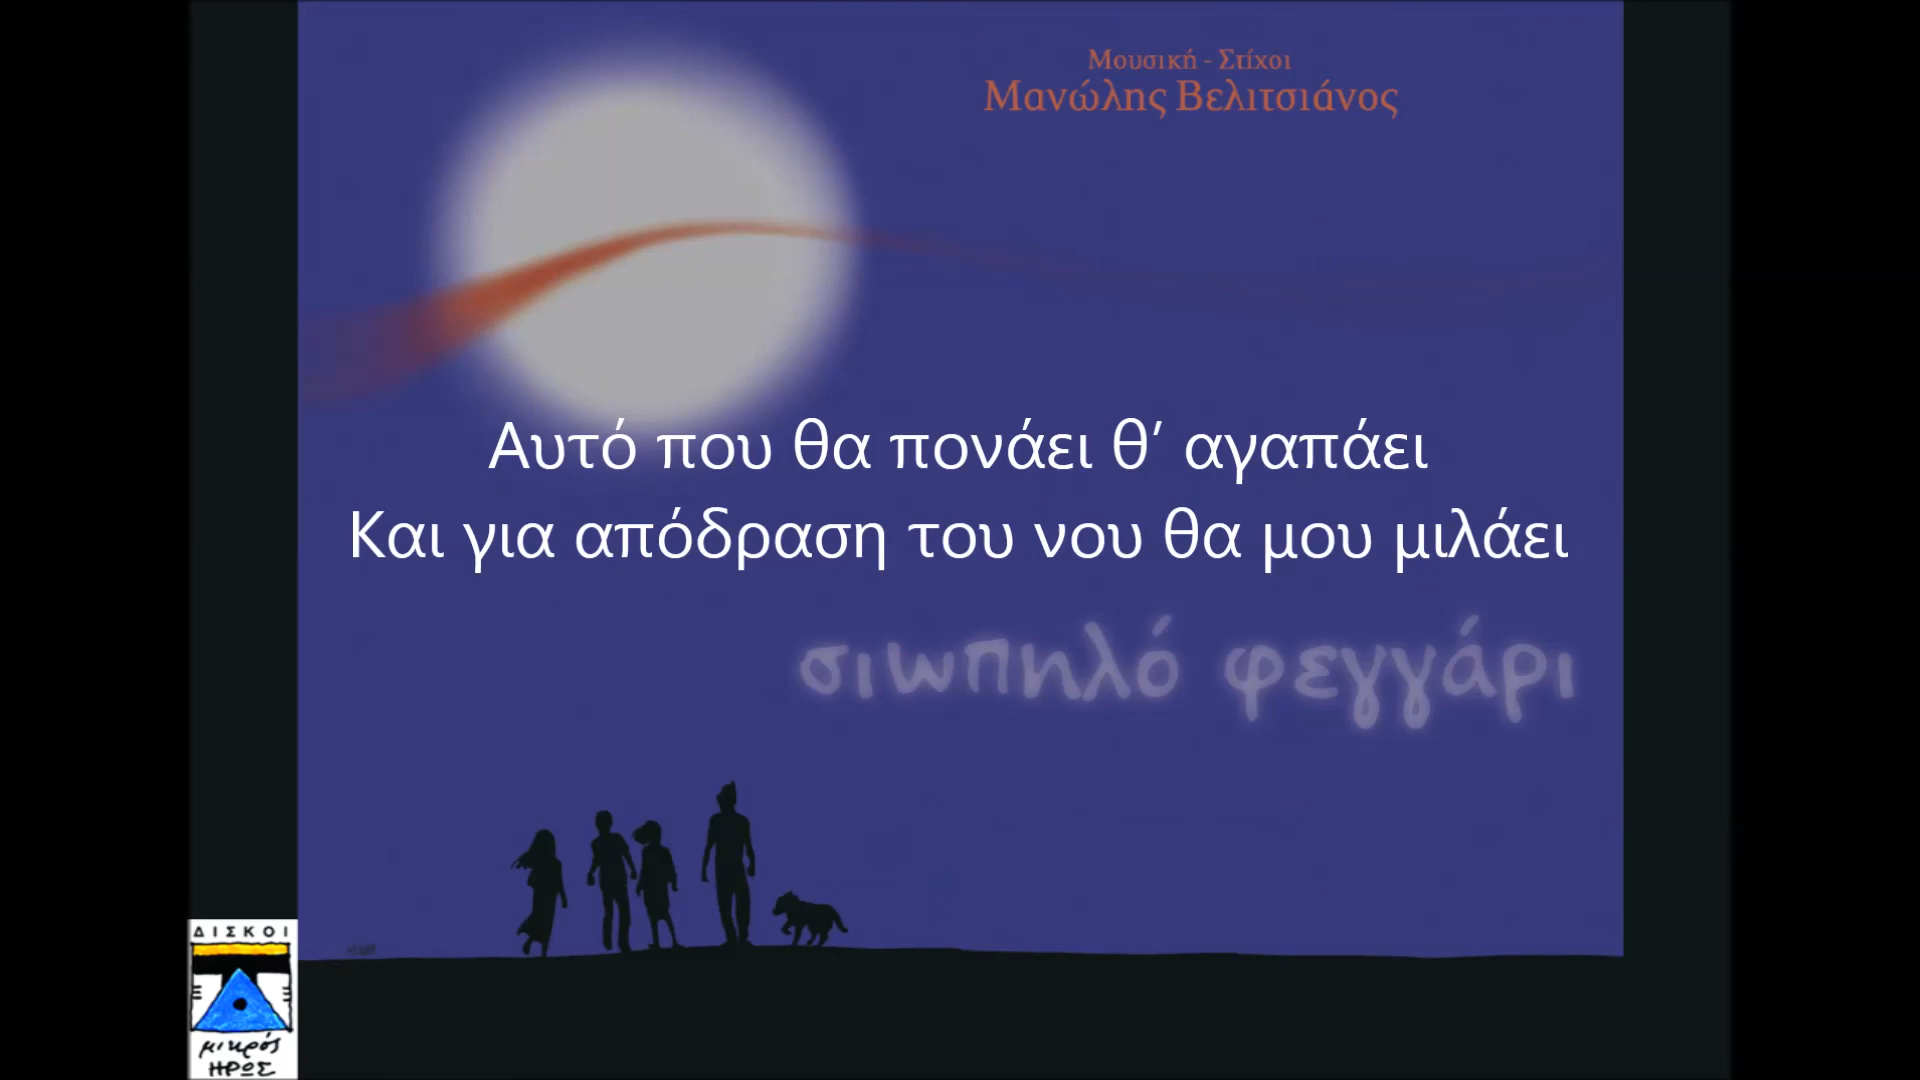 Μουσική - Στίχοι
Μανώλης Βελιτσιάνος
Αυτό που θα πονάει θ’ αγαπάει
Και για απόδραση του νου θα μου μιλάει
σιωπηλό φεγγάρι
ΔΙΣΚΟΙ
μικρός
ΗΡΩΣ